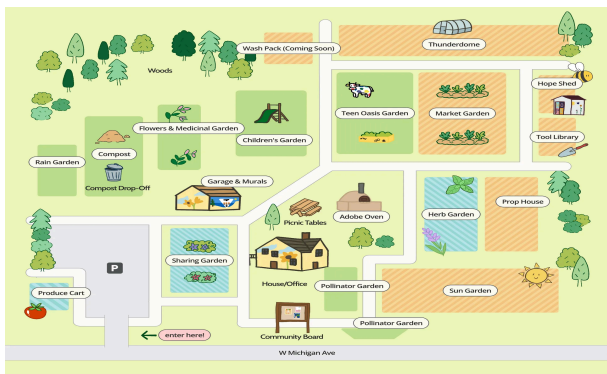 Wash Pack (Coming Soon)
Thunderdome
Woods
Hope Shed
Teen Oasis Garden
Market Garden
Flowers & Medicinal Garden
Children's Garden
Tool Library
Compost
Rain Garden
Compost Drop-Off
Garage & Murals
Prop House
Picnic Tables
Adobe Oven
Herb Garden
Sharing Garden
P
House/Office
Pollinator Garden
Sun Garden
Produce Cart
Pollinator Garden
enter here!
Community Board
W Michigan Ave